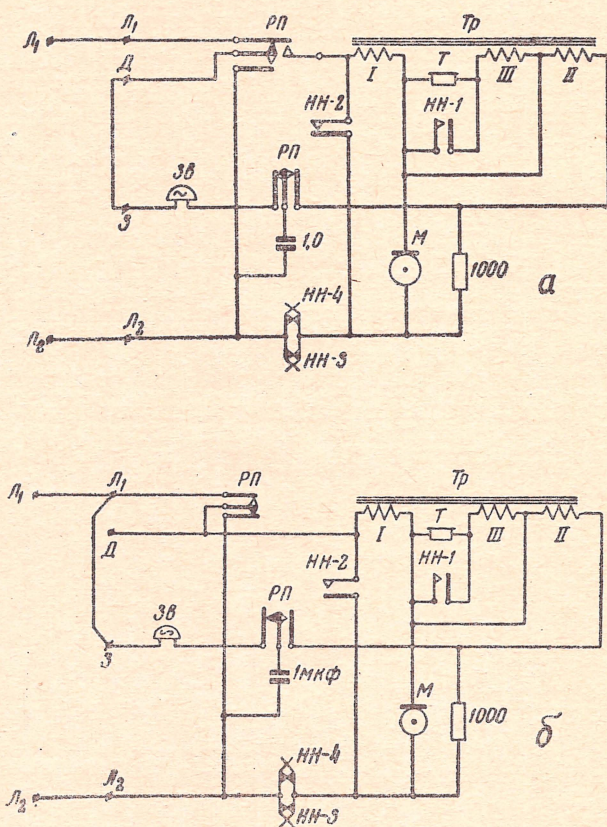 Л₁ Л₁ РП Тр
Д I Т III II
НН-2 НН-1
Зв РП
З 1,0 М 1000 а
НН-4
Л₂ Л₂ НН-3
Л₁ Л₁ РП Тр
Д I Т III II
НН-2 НН-1
Зв РП
З 1мкф М 1000 б
НН-4
Л₂ Л₂ НН-3